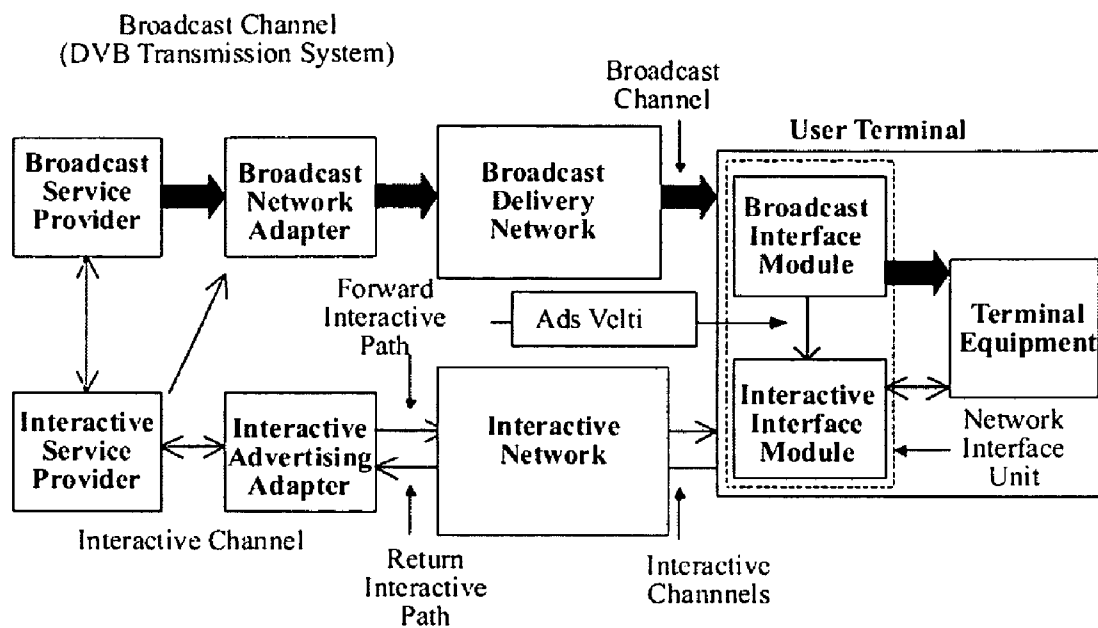 Broadcast Channel
(DVB Transmission System)
Broadcast
Channel
User Terminal
Broadcast
Service
Provider
Broadcast
Network
Adapter
Broadcast
Delivery
Network
Broadcast
Interface
Module
Terminal
Equipment
Forward
Interactive
Path
Ads Velti
Interactive
Service
Provider
Interactive
Advertising
Adapter
Interactive
Network
Interactive
Interface
Module
Network
Interface
Unit
Interactive Channel
Return
Interactive
Path
Interactive
Channnels